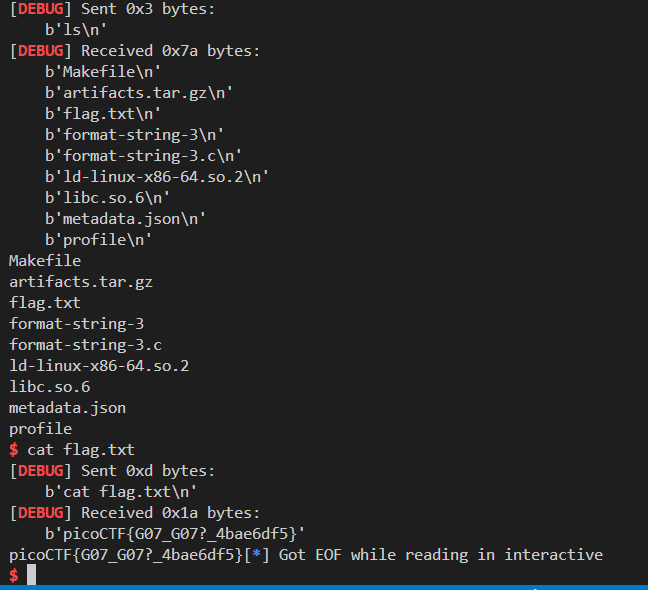 [DEBUG] Sent 0x3 bytes:
    b'ls\n'
[DEBUG] Received 0x7a bytes:
    b'Makefile\n'
    b'artifacts.tar.gz\n'
    b'flag.txt\n'
    b'format-string-3\n'
    b'format-string-3.c\n'
    b'ld-linux-x86-64.so.2\n'
    b'libc.so.6\n'
    b'metadata.json\n'
    b'profile\n'
Makefile
artifacts.tar.gz
flag.txt
format-string-3
format-string-3.c
ld-linux-x86-64.so.2
libc.so.6
metadata.json
profile
$ cat flag.txt
[DEBUG] Sent 0xd bytes:
    b'cat flag.txt\n'
[DEBUG] Received 0x1a bytes:
    b'picoCTF{G07_G07?_4bae6df5}'
picoCTF{G07_G07?_4bae6df5}[*] Got EOF while reading in interactive
$